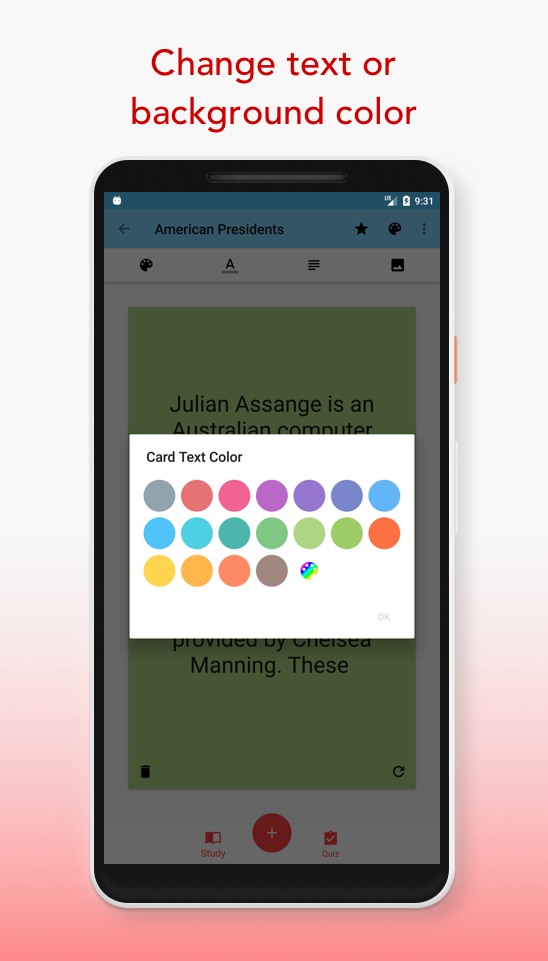 Change text or
background color
LTE
9:31
American Presidents
A
Julian Assange is an
Australian computer
Card Text Color
OK
provided by Chelsea
Manning. These
Study
Quiz